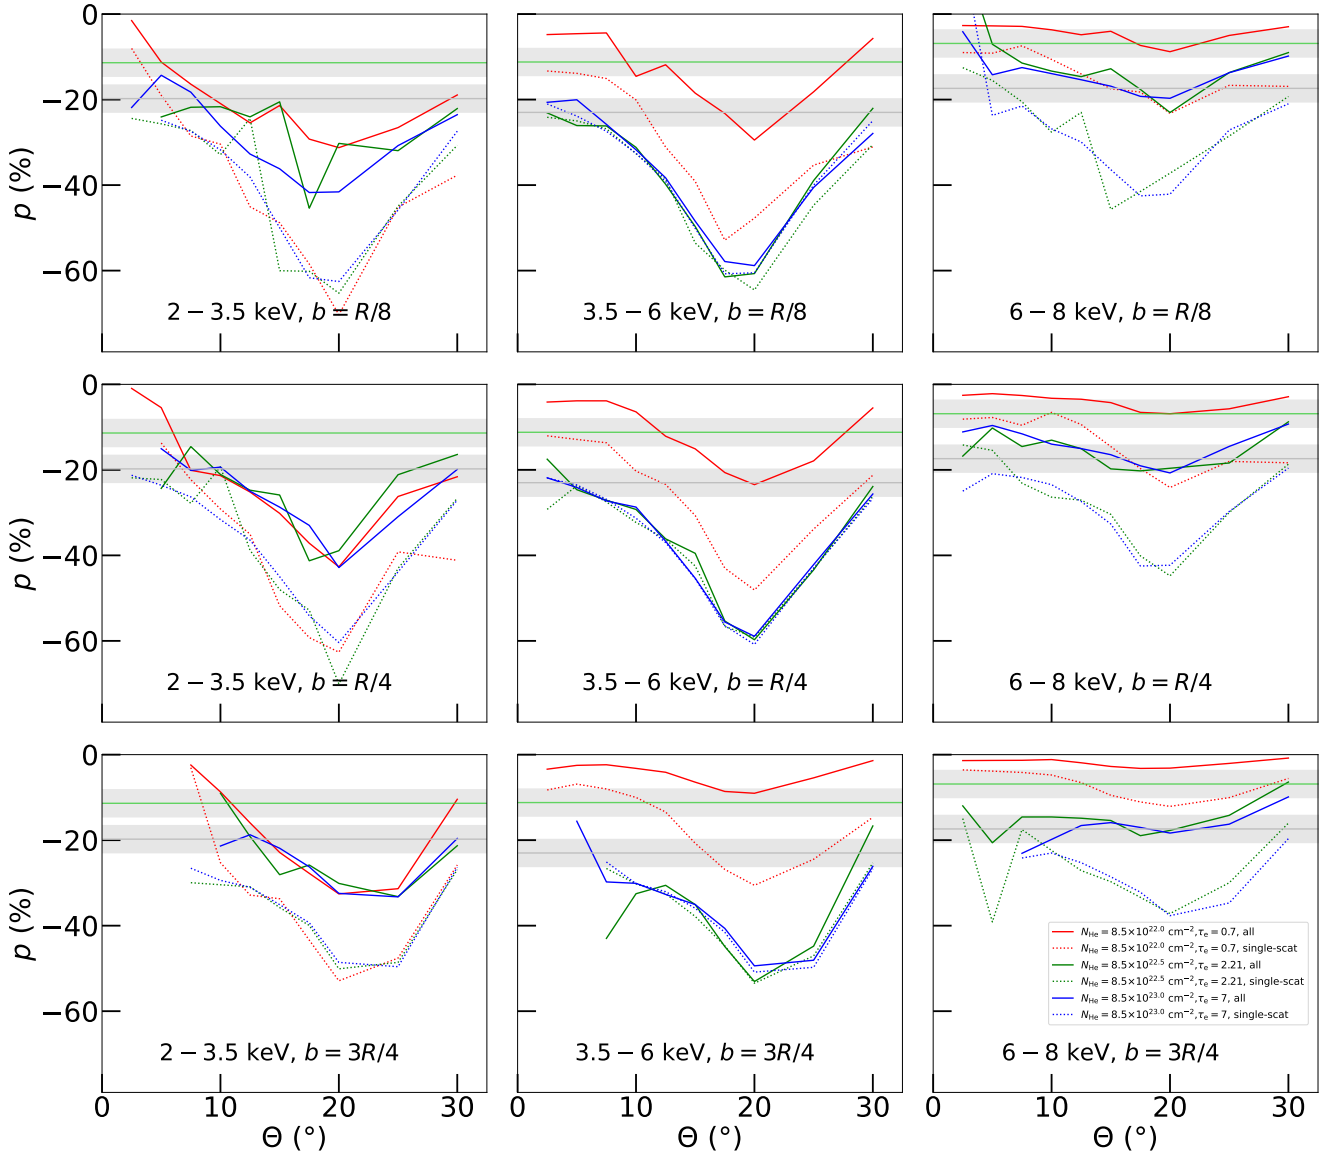 0
−20
−40
−60
p (%)
2 − 3.5 keV, b = R/8
3.5 − 6 keV, b = R/8
6 − 8 keV, b = R/8
0
−20
−40
−60
p (%)
2 − 3.5 keV, b = R/4
3.5 − 6 keV, b = R/4
6 − 8 keV, b = R/4
0
−20
−40
−60
p (%)
2 − 3.5 keV, b = 3R/4
3.5 − 6 keV, b = 3R/4
6 − 8 keV, b = 3R/4
N_He = 8.5×10^22.0 cm^−2, τ_e = 0.7, all
N_He = 8.5×10^22.0 cm^−2, τ_e = 0.7, single-scat
N_He = 8.5×10^22.5 cm^−2, τ_e = 2.21, all
N_He = 8.5×10^22.5 cm^−2, τ_e = 2.21, single-scat
N_He = 8.5×10^23.0 cm^−2, τ_e = 7, all
N_He = 8.5×10^23.0 cm^−2, τ_e = 7, single-scat
0 10 20 30
0 10 20 30
0 10 20 30
Θ (°)
Θ (°)
Θ (°)